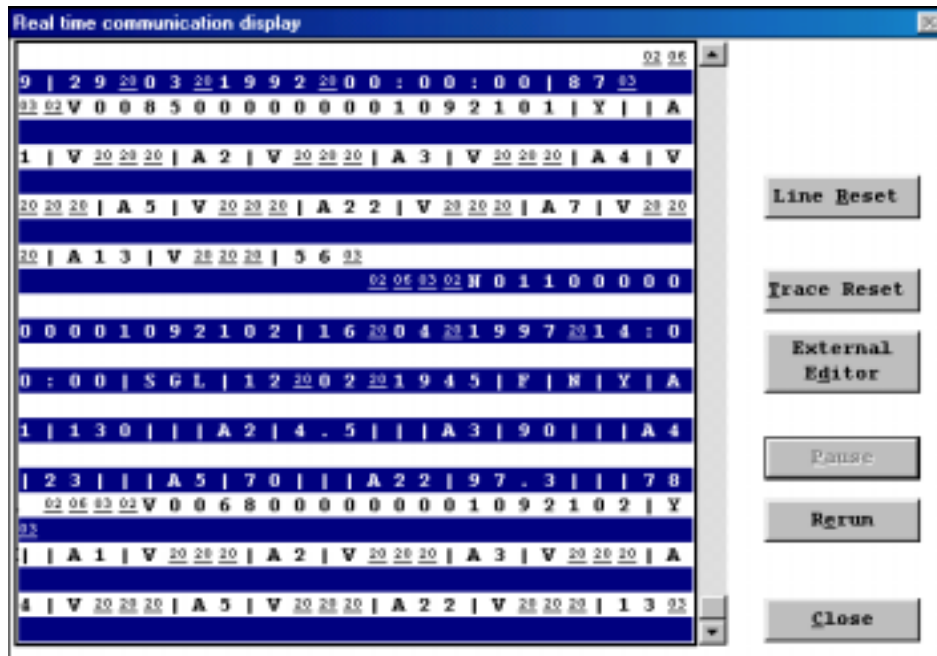 Real time communication display
02 06
9 | 2 9 20 0 3 20 1 9 9 2 20 0 0 : 0 0 : 0 0 | 8 7 03
03 02 V 0 0 8 5 0 0 0 0 0 0 0 0 0 1 0 9 2 1 0 1 | Y | | A
1 | V 20 20 20 | A 2 | V 20 20 20 | A 3 | V 20 20 20 | A 4 | V
20 20 20 | A 5 | V 20 20 20 | A 2 2 | V 20 20 20 | A 7 | V 20 20
20 | A 1 3 | V 20 20 20 | 5 6 03
02 06 03 02 N 0 1 1 0 0 0 0 0
0 0 0 0 1 0 9 2 1 0 2 | 1 6 20 0 4 20 1 9 9 7 20 1 4 : 0
0 : 0 0 | S G L | 1 2 20 0 2 20 1 9 4 5 | F | N | Y | A
1 | 1 3 0 | | | A 2 | 4 . 5 | | | A 3 | 9 0 | | | A 4
| 2 3 | | | A 5 | 7 0 | | | A 2 2 | 9 7 . 3 | | | 7 8
02 06 03 02 V 0 0 6 8 0 0 0 0 0 0 0 0 0 1 0 9 2 1 0 2 | Y
03
| | A 1 | V 20 20 20 | A 2 | V 20 20 20 | A 3 | V 20 20 20 | A
4 | V 20 20 20 | A 5 | V 20 20 20 | A 2 2 | V 20 20 20 | 1 3 03
Line Reset
Trace Reset
External
Editor
Pause
Rerun
Close